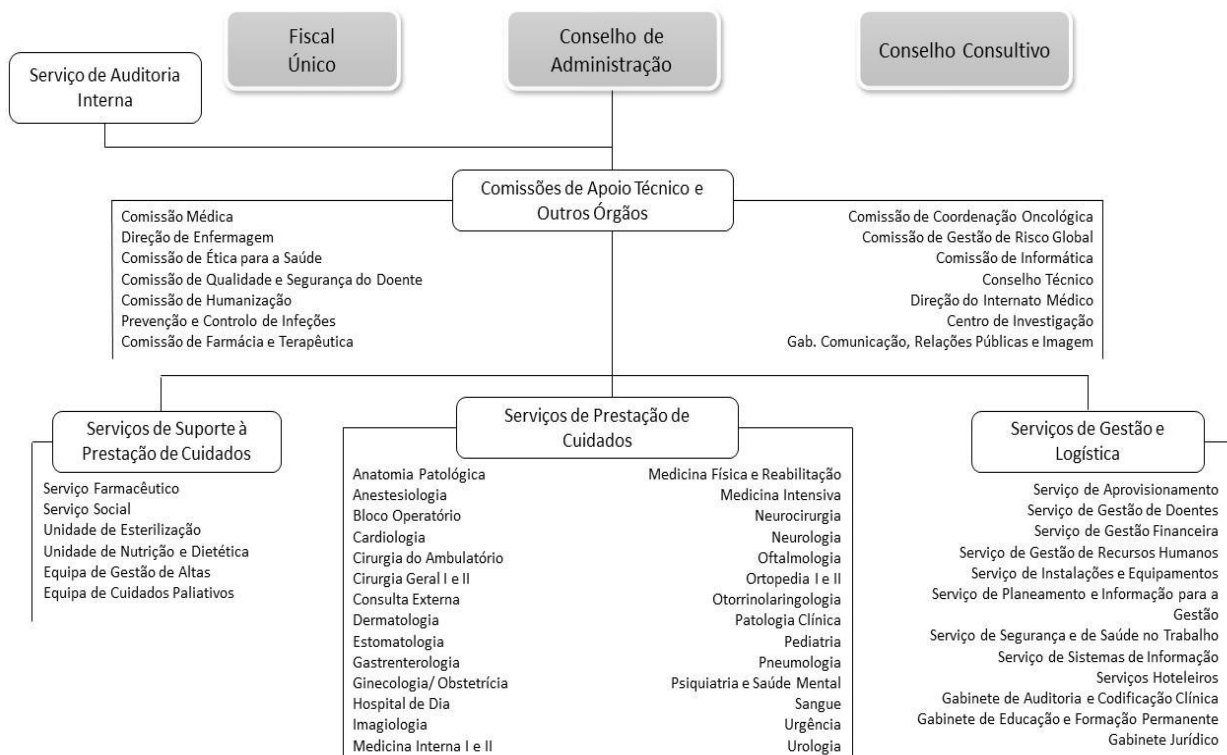 Fiscal
Único
Conselho de
Administração
Conselho Consultivo
Serviço de Auditoria
Interna
Comissões de Apoio Técnico e
Outros Órgãos
Comissão Médica
Direção de Enfermagem
Comissão de Ética para a Saúde
Comissão de Qualidade e Segurança do Doente
Comissão de Humanização
Prevenção e Controlo de Infeções
Comissão de Farmácia e Terapêutica
Comissão de Coordenação Oncológica
Comissão de Gestão de Risco Global
Comissão de Informática
Conselho Técnico
Direção do Internato Médico
Centro de Investigação
Gab. Comunicação, Relações Públicas e Imagem
Serviços de Suporte à
Prestação de Cuidados
Serviço Farmacêutico
Serviço Social
Unidade de Esterilização
Unidade de Nutrição e Dietética
Equipa de Gestão de Altas
Equipa de Cuidados Paliativos
Serviços de Prestação de
Cuidados
Anatomia Patológica
Anestesiologia
Bloco Operatório
Cardiologia
Cirurgia do Ambulatório
Cirurgia Geral I e II
Consulta Externa
Dermatologia
Estomatologia
Gastrenterologia
Ginecologia/ Obstetrícia
Hospital de Dia
Imagiologia
Medicina Interna I e II
Medicina Física e Reabilitação
Medicina Intensiva
Neurocirurgia
Neurologia
Oftalmologia
Ortopedia I e II
Otorrinolaringologia
Patologia Clínica
Pediatria
Pneumologia
Psiquiatria e Saúde Mental
Sangue
Urgência
Urologia
Serviços de Gestão e
Logística
Serviço de Aprovisionamento
Serviço de Gestão de Doentes
Serviço de Gestão Financeira
Serviço de Gestão de Recursos Humanos
Serviço de Instalações e Equipamentos
Serviço de Planeamento e Informação para a
Gestão
Serviço de Segurança e de Saúde no Trabalho
Serviço de Sistemas de Informação
Serviços Hoteleiros
Gabinete de Auditoria e Codificação Clínica
Gabinete de Educação e Formação Permanente
Gabinete Jurídico